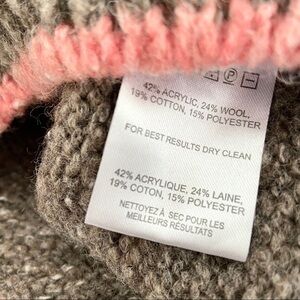 42% ACRYLIC, 24% WOOL,
19% COTTON, 15% POLYESTER
FOR BEST RESULTS DRY CLEAN
42% ACRYLIQUE, 24% LAINE,
19% COTON, 15% POLYESTER
NETTOYEZ À SEC POUR LES
MEILLEURS RÉSULTATS